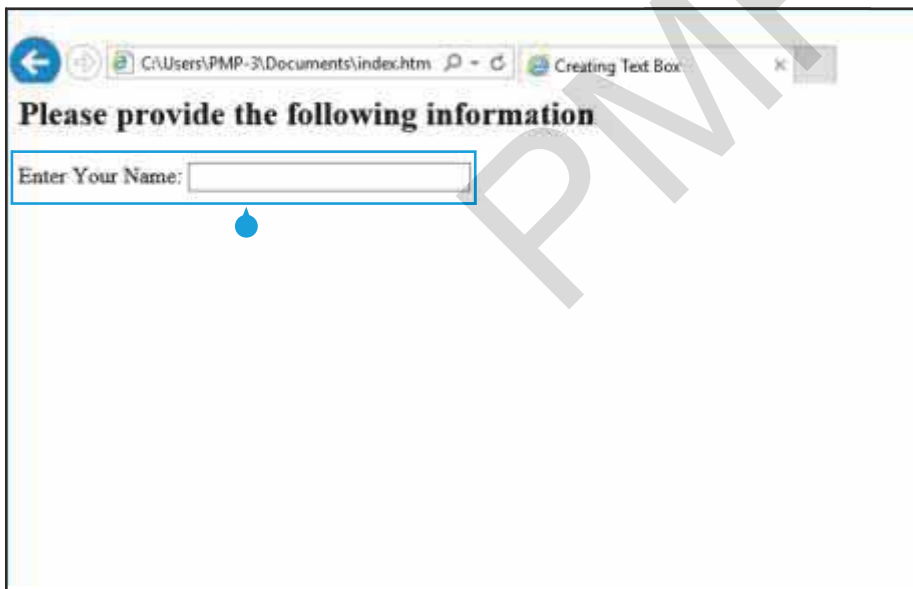 C:\Users\PMP-3\Documents\index.htm
Creating Text Box
Please provide the following information
Enter Your Name:
PMP